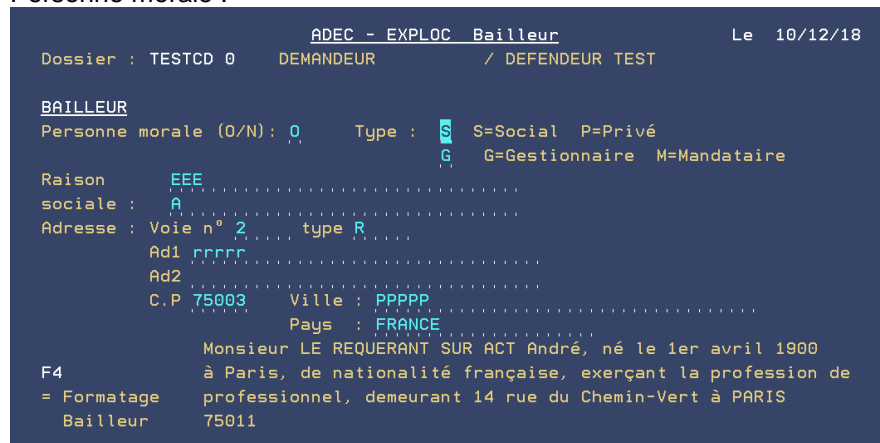 Personne morale :
ADEC - EXPLOC Bailleur Le 10/12/18
Dossier : TESTCD 0 DEMANDEUR / DEFENDEUR TEST
BAILLEUR
Personne morale (O/N): O Type : S S=Social P=Privé
G G=Gestionnaire M=Mandataire
Raison EEE
sociale : A
Adresse : Voie n° 2 type R
Ad1 rrrrr
Ad2
C.P 75003 Ville : PPPPP
Pays : FRANCE
Monsieur LE REQUERANT SUR ACT André, né le 1er avril 1900
F4 à Paris, de nationalité française, exerçant la profession de
= Formatage professionnel, demeurant 14 rue du Chemin-Vert à PARIS
Bailleur 75011